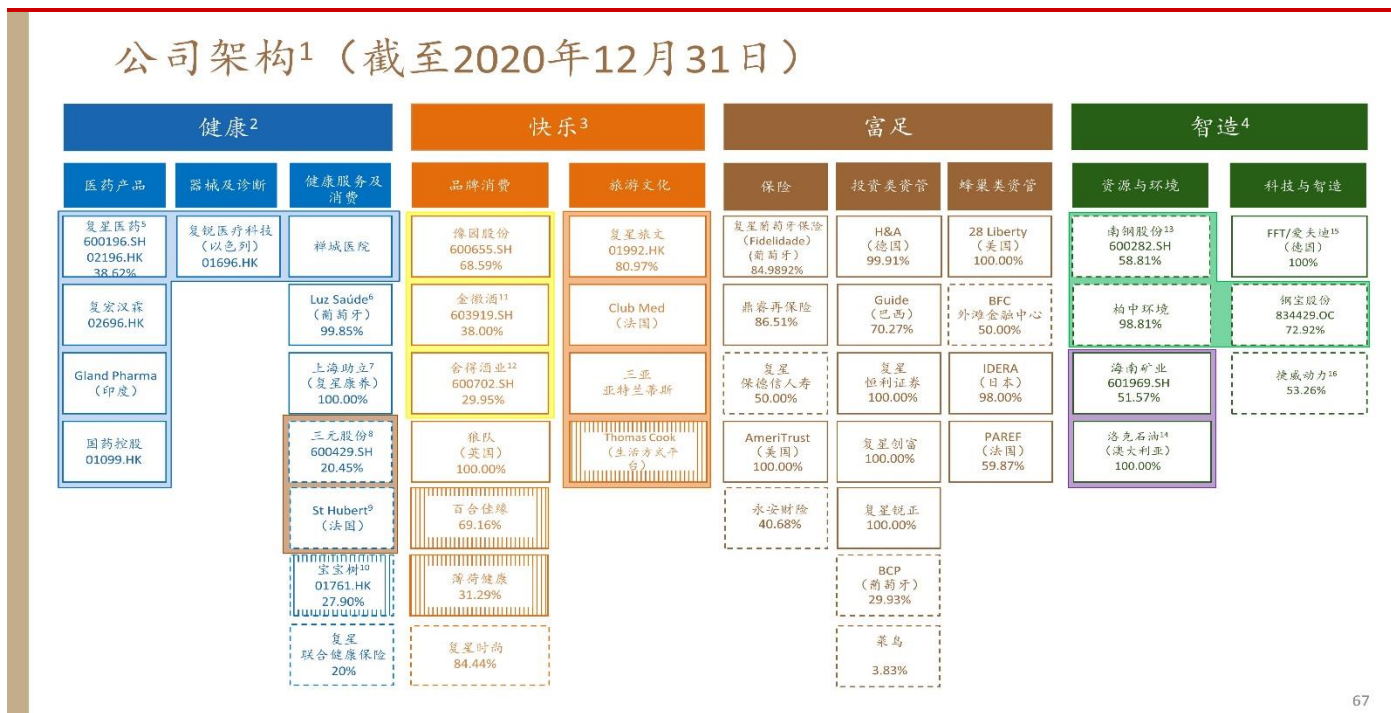 公司架构¹（截至2020年12月31日）
健康²
快乐³
富足
智造⁴
医药产品
器械及诊断
健康服务及
消费
品牌消费
旅游文化
保险
投资类资管
蜂巢类资管
资源与环境
科技与智造
复星医药⁵
600196.SH
02196.HK
38.62%
复宏汉霖
02696.HK
Gland Pharma
（印度）
国药控股
01099.HK
复锐医疗科技
（以色列）
01696.HK
禅城医院
Luz Saúde⁶
（葡萄牙）
99.85%
上海助立⁷
（复星康养）
100.00%
三元股份⁸
600429.SH
20.45%
St Hubert⁹
（法国）
宝宝树¹⁰
01761.HK
27.90%
复星
联合健康保险
20%
豫园股份
600655.SH
68.59%
金徽酒¹¹
603919.SH
38.00%
舍得酒业¹²
600702.SH
29.95%
狼队
（英国）
100.00%
百合佳缘
69.16%
薄荷健康
31.29%
复星时尚
84.44%
复星旅文
01992.HK
80.97%
Club Med
（法国）
三亚
亚特兰蒂斯
Thomas Cook
（生活方式平
台）
复星葡萄牙保险
（Fidelidade）
（葡萄牙）
84.9892%
鼎睿再保险
86.51%
复星
保德信人寿
50.00%
AmeriTrust
（美国）
100.00%
永安财险
40.68%
H&A
（德国）
99.91%
Guide
（巴西）
70.27%
复星
恒利证券
100.00%
复星创富
100.00%
复星锐正
100.00%
BCP
（葡萄牙）
29.93%
菜鸟
3.83%
28 Liberty
（美国）
100.00%
BFC
外滩金融中心
50.00%
IDERA
（日本）
98.00%
PAREF
（法国）
59.87%
南钢股份¹³
600282.SH
58.81%
柏中环境
98.81%
海南矿业
601969.SH
51.57%
洛克石油¹⁴
（澳大利亚）
100.00%
FFT/爱夫迪¹⁵
（德国）
100%
钢宝股份
834429.OC
72.92%
捷威动力¹⁶
53.26%
67